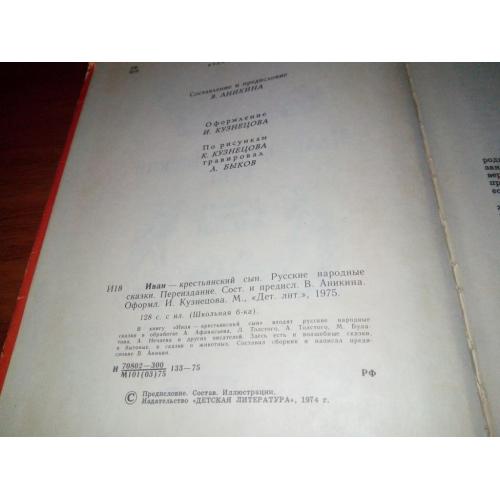 Составление и предисловие
В. АНИКИНА
Оформление
И. КУЗНЕЦОВА
По рисункам
К. КУЗНЕЦОВА
гравировал
А. БЫКОВ
И18 Иван — крестьянский сын. Русские народные
сказки. Переиздание. Сост. и предисл. В. Аникина.
Оформл. И. Кузнецова. М., «Дет. лит.», 1975.
128 с. с ил. (Школьная б-ка).
В книгу «Иван — крестьянский сын» входят русские народные
сказки в обработке А. Афанасьева, Л. Толстого, А. Толстого, М. Була-
това, А. Нечаева и других писателей. Здесь есть и волшебные сказки,
и бытовые, и сказки о животных. Составил сборник и написал преди-
словие В. Аникин.
И 70802—300 133—75
М101(03)75
РФ
© Предисловие. Состав. Иллюстрации.
Издательство «ДЕТСКАЯ ЛИТЕРАТУРА», 1974 г.